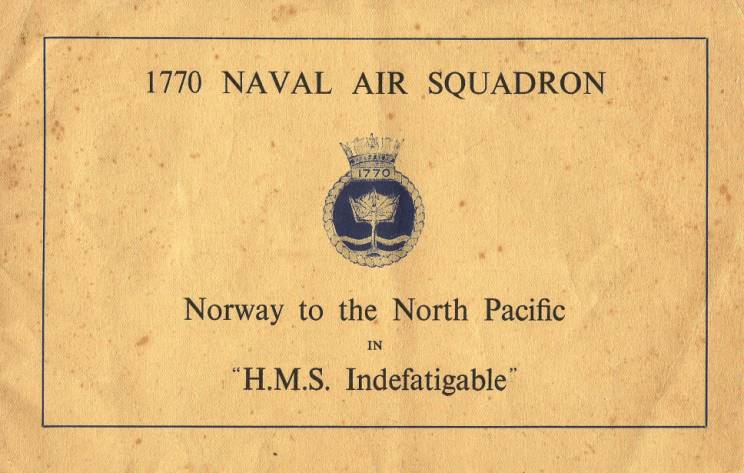 1770 NAVAL AIR SQUADRON
1770
Norway to the North Pacific
IN
"H.M.S. Indefatigable"